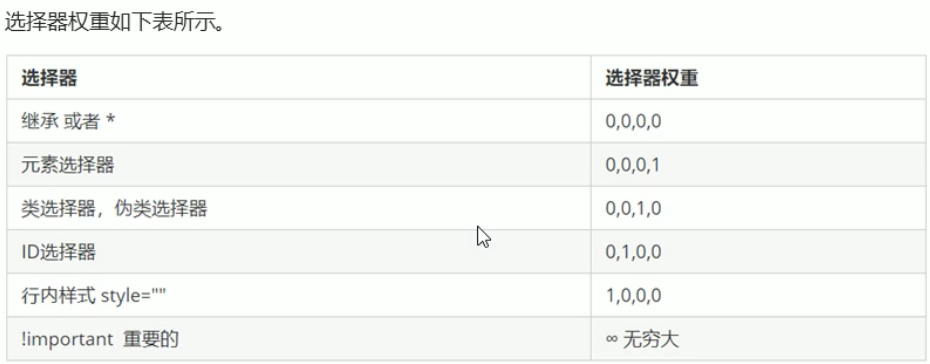 选择器权重如下表所示。
选择器 选择器权重
继承 或者 * 0,0,0,0
元素选择器 0,0,0,1
类选择器，伪类选择器 0,0,1,0
ID选择器 0,1,0,0
行内样式 style="" 1,0,0,0
!important 重要的 ∞ 无穷大